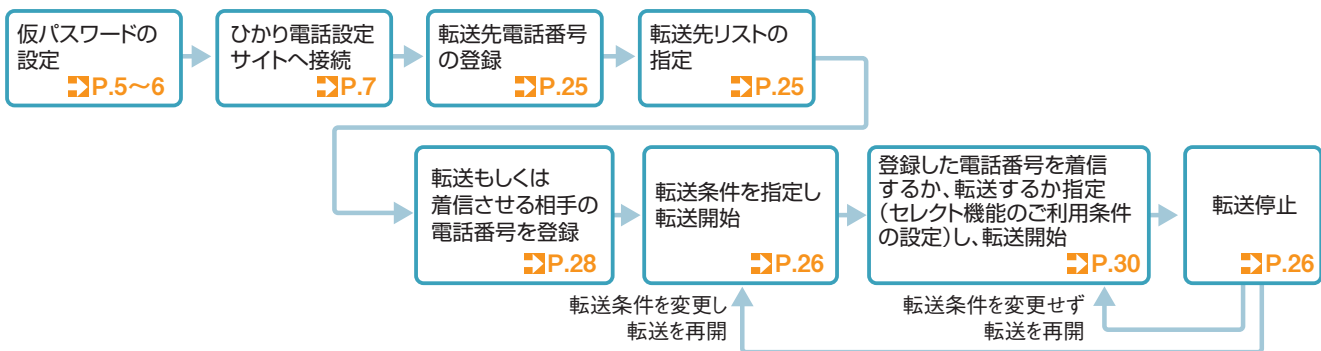 仮パスワードの
設定
P.5～6
ひかり電話設定
サイトへ接続
P.7
転送先電話番号
の登録
P.25
転送先リストの
指定
P.25
転送もしくは
着信させる相手の
電話番号を登録
P.28
転送条件を指定し
転送開始
P.26
登録した電話番号を着信
するか、転送するか指定
（セレクト機能のご利用条件
の設定）し、転送開始
P.30
転送停止
P.26
転送条件を変更し
転送を再開
転送条件を変更せず
転送を再開